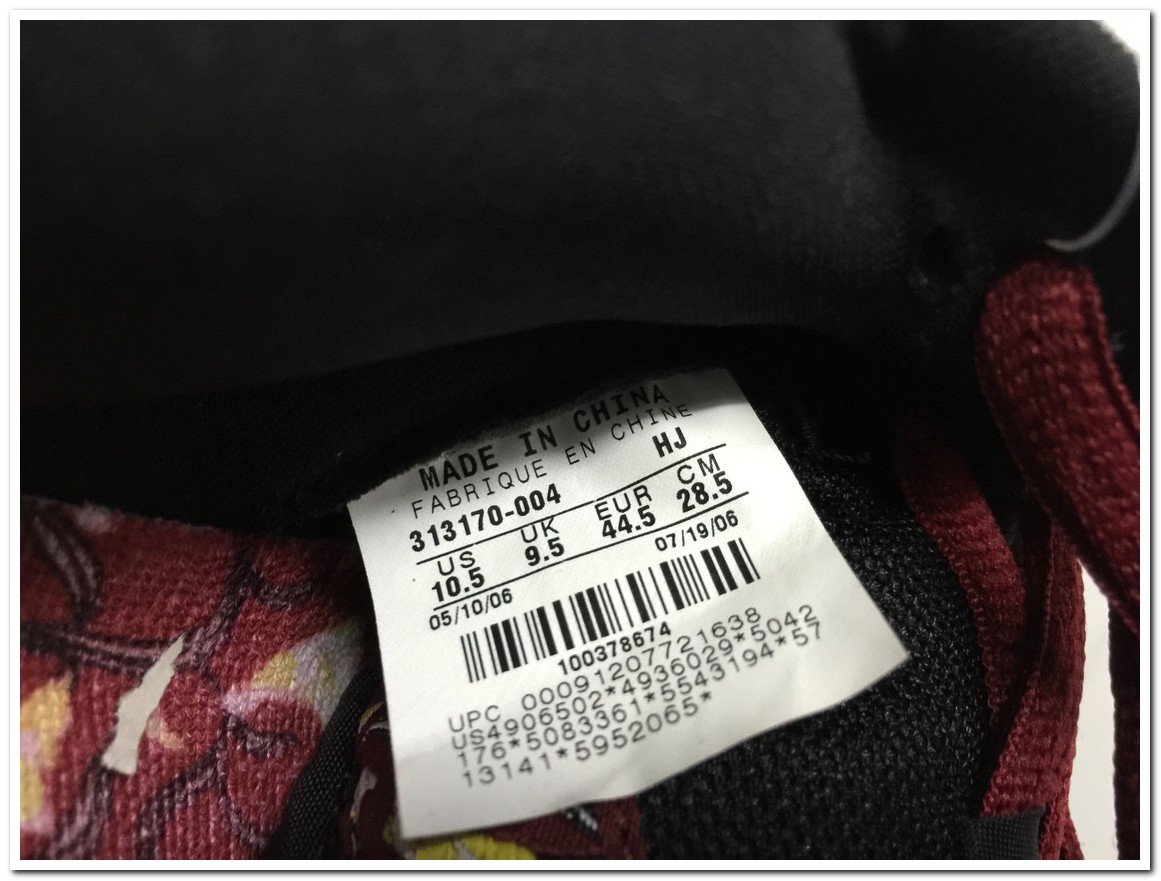 MADE IN CHINA
FABRIQUE EN CHINE
313170-004 HJ
US UK EUR CM
10.5 9.5 44.5 28.5
05/10/06 07/19/06
100378674
UPC 00091207721638
US4906502*4936029*5042
176*5083361*5543194*57
13141*5952065*